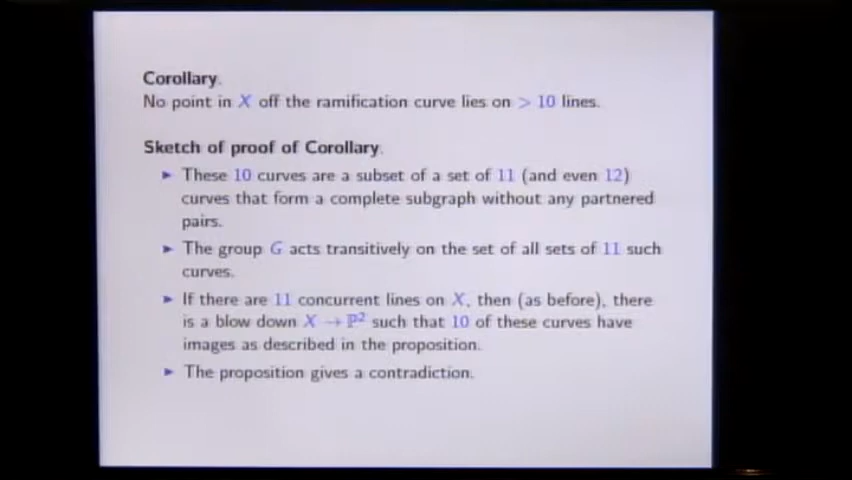 Corollary.
No point in X off the ramification curve lies on > 10 lines.
Sketch of proof of Corollary.
► These 10 curves are a subset of a set of 11 (and even 12)
curves that form a complete subgraph without any partnered
pairs.
► The group G acts transitively on the set of all sets of 11 such
curves.
► If there are 11 concurrent lines on X, then (as before), there
is a blow down X → ℙ² such that 10 of these curves have
images as described in the proposition.
► The proposition gives a contradiction.